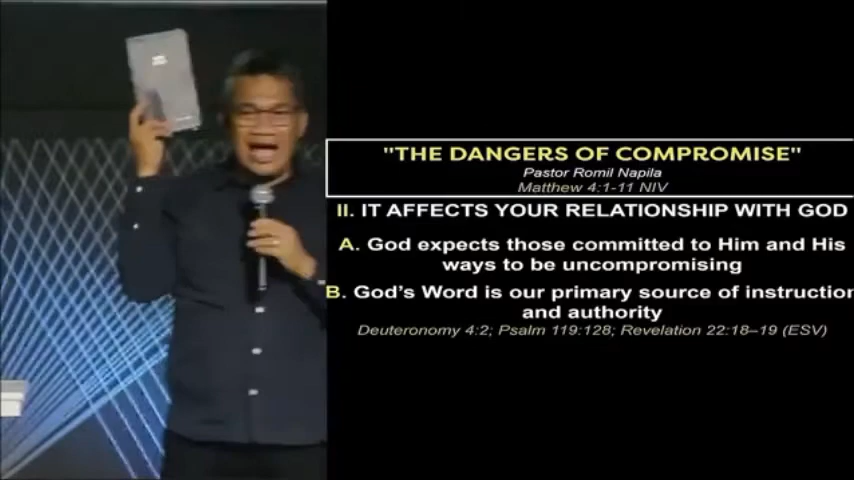 "THE DANGERS OF COMPROMISE"
Pastor Romil Napila
Matthew 4:1-11 NIV
II. IT AFFECTS YOUR RELATIONSHIP WITH GOD
A. God expects those committed to Him and His
ways to be uncompromising
B. God's Word is our primary source of instruction
and authority
Deuteronomy 4:2; Psalm 119:128; Revelation 22:18–19 (ESV)